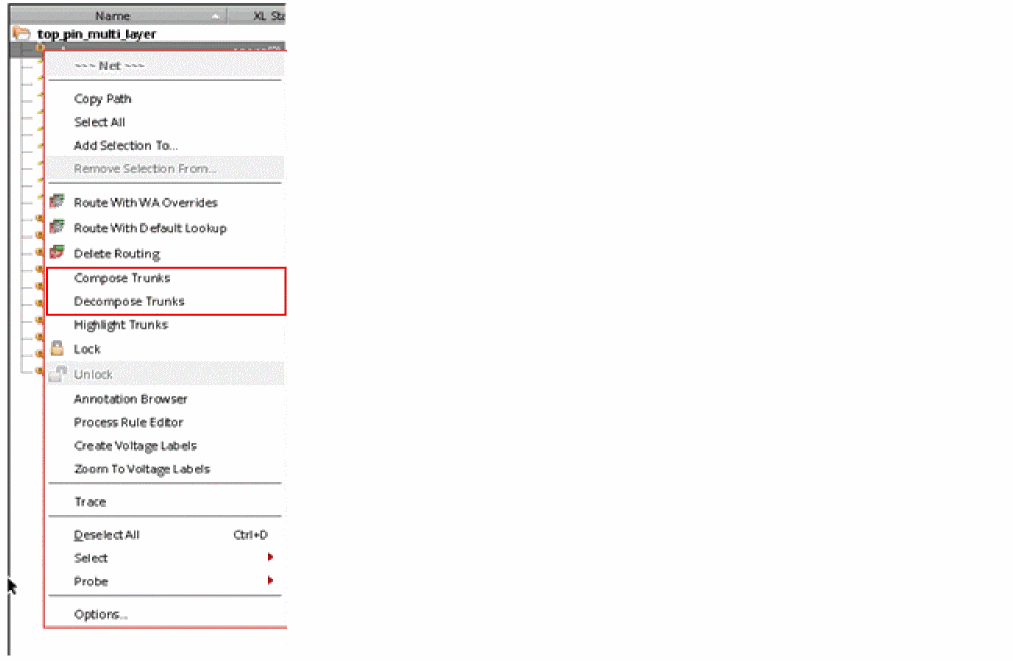 Name XL Sta
top_pin_multi_layer
~~~ Net ~~~
Copy Path
Select All
Add Selection To...
Remove Selection From...
Route With WA Overrides
Route With Default Lookup
Delete Routing
Compose Trunks
Decompose Trunks
Highlight Trunks
Lock
Unlock
Annotation Browser
Process Rule Editor
Create Voltage Labels
Zoom To Voltage Labels
Trace
Deselect All Ctrl+D
Select
Probe
Options...